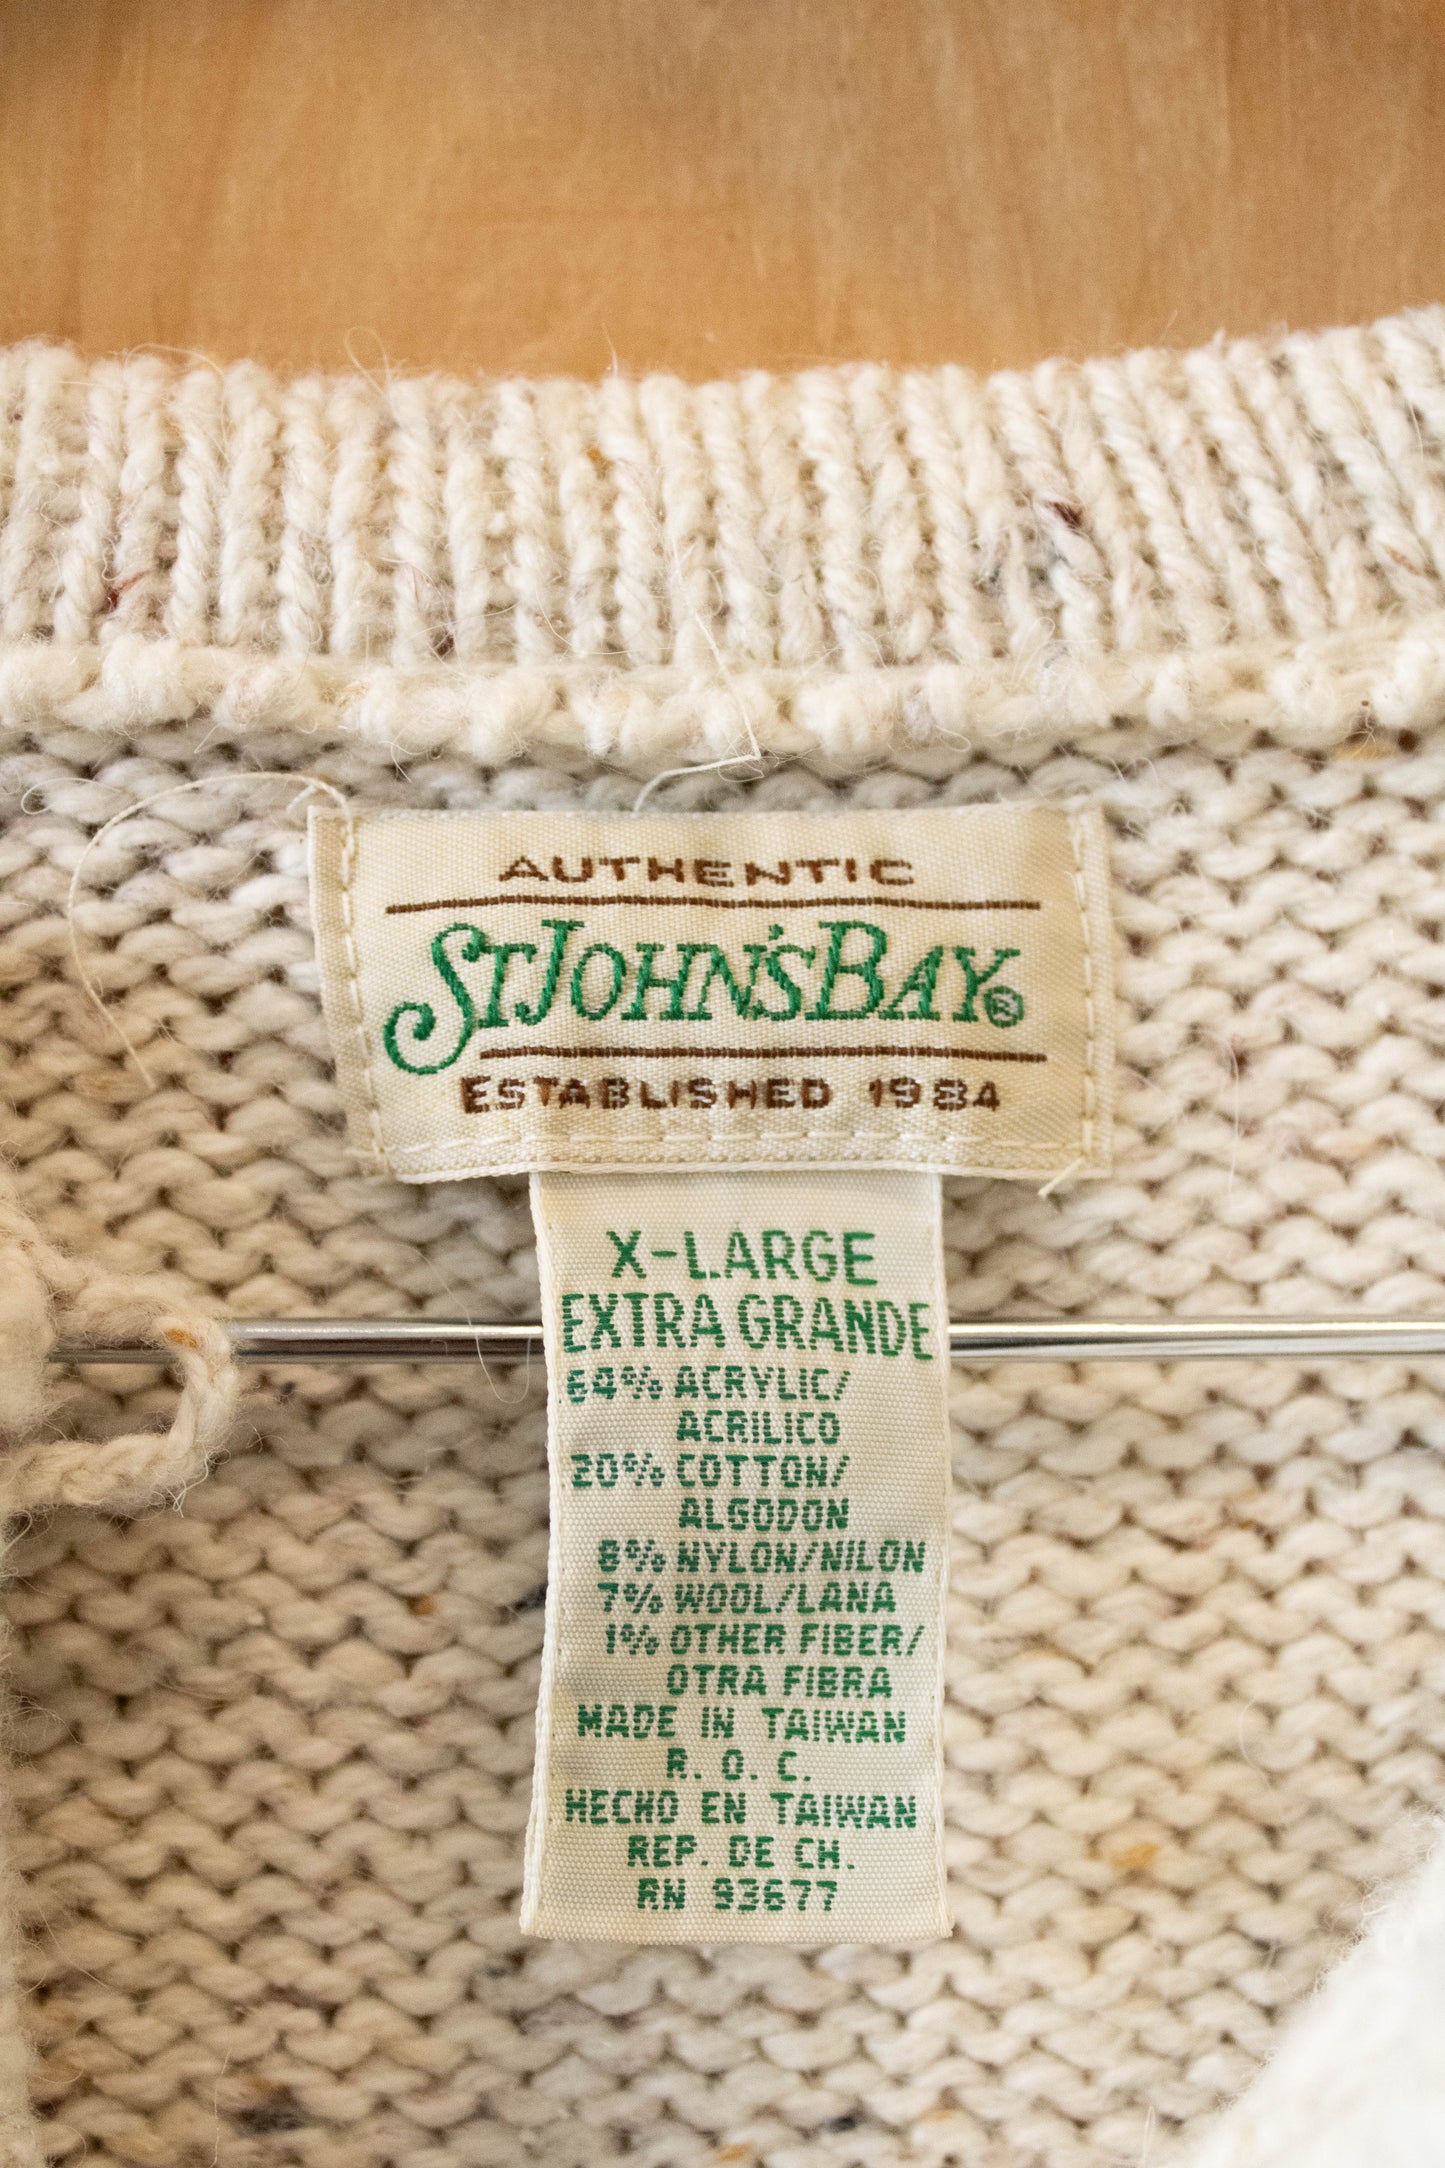 AUTHENTIC
ST JOHN'S BAY®
ESTABLISHED 1984
X-LARGE
EXTRA GRANDE
64% ACRYLIC/
ACRILICO
20% COTTON/
ALGODON
8% NYLON/NILON
7% WOOL/LANA
1% OTHER FIBER/
OTRA FIBRA
MADE IN TAIWAN
R. O. C.
HECHO EN TAIWAN
REP. DE CH.
RN 93677